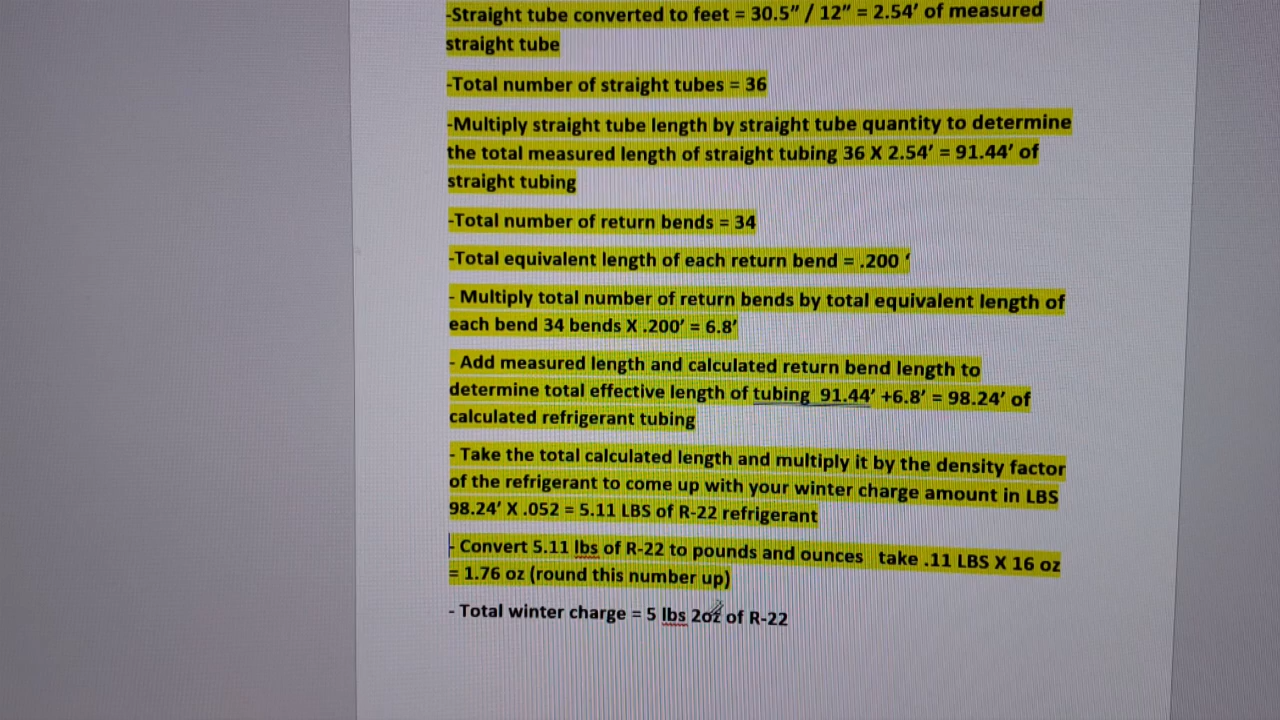 -Straight tube converted to feet = 30.5” / 12” = 2.54’ of measured
straight tube
-Total number of straight tubes = 36
-Multiply straight tube length by straight tube quantity to determine
the total measured length of straight tubing 36 X 2.54’ = 91.44’ of
straight tubing
-Total number of return bends = 34
-Total equivalent length of each return bend = .200 ‘
- Multiply total number of return bends by total equivalent length of
each bend 34 bends X .200’ = 6.8’
- Add measured length and calculated return bend length to
determine total effective length of tubing 91.44’ +6.8’ = 98.24’ of
calculated refrigerant tubing
- Take the total calculated length and multiply it by the density factor
of the refrigerant to come up with your winter charge amount in LBS
98.24’ X .052 = 5.11 LBS of R-22 refrigerant
- Convert 5.11 lbs of R-22 to pounds and ounces take .11 LBS X 16 oz
= 1.76 oz (round this number up)
- Total winter charge = 5 lbs 2oz of R-22